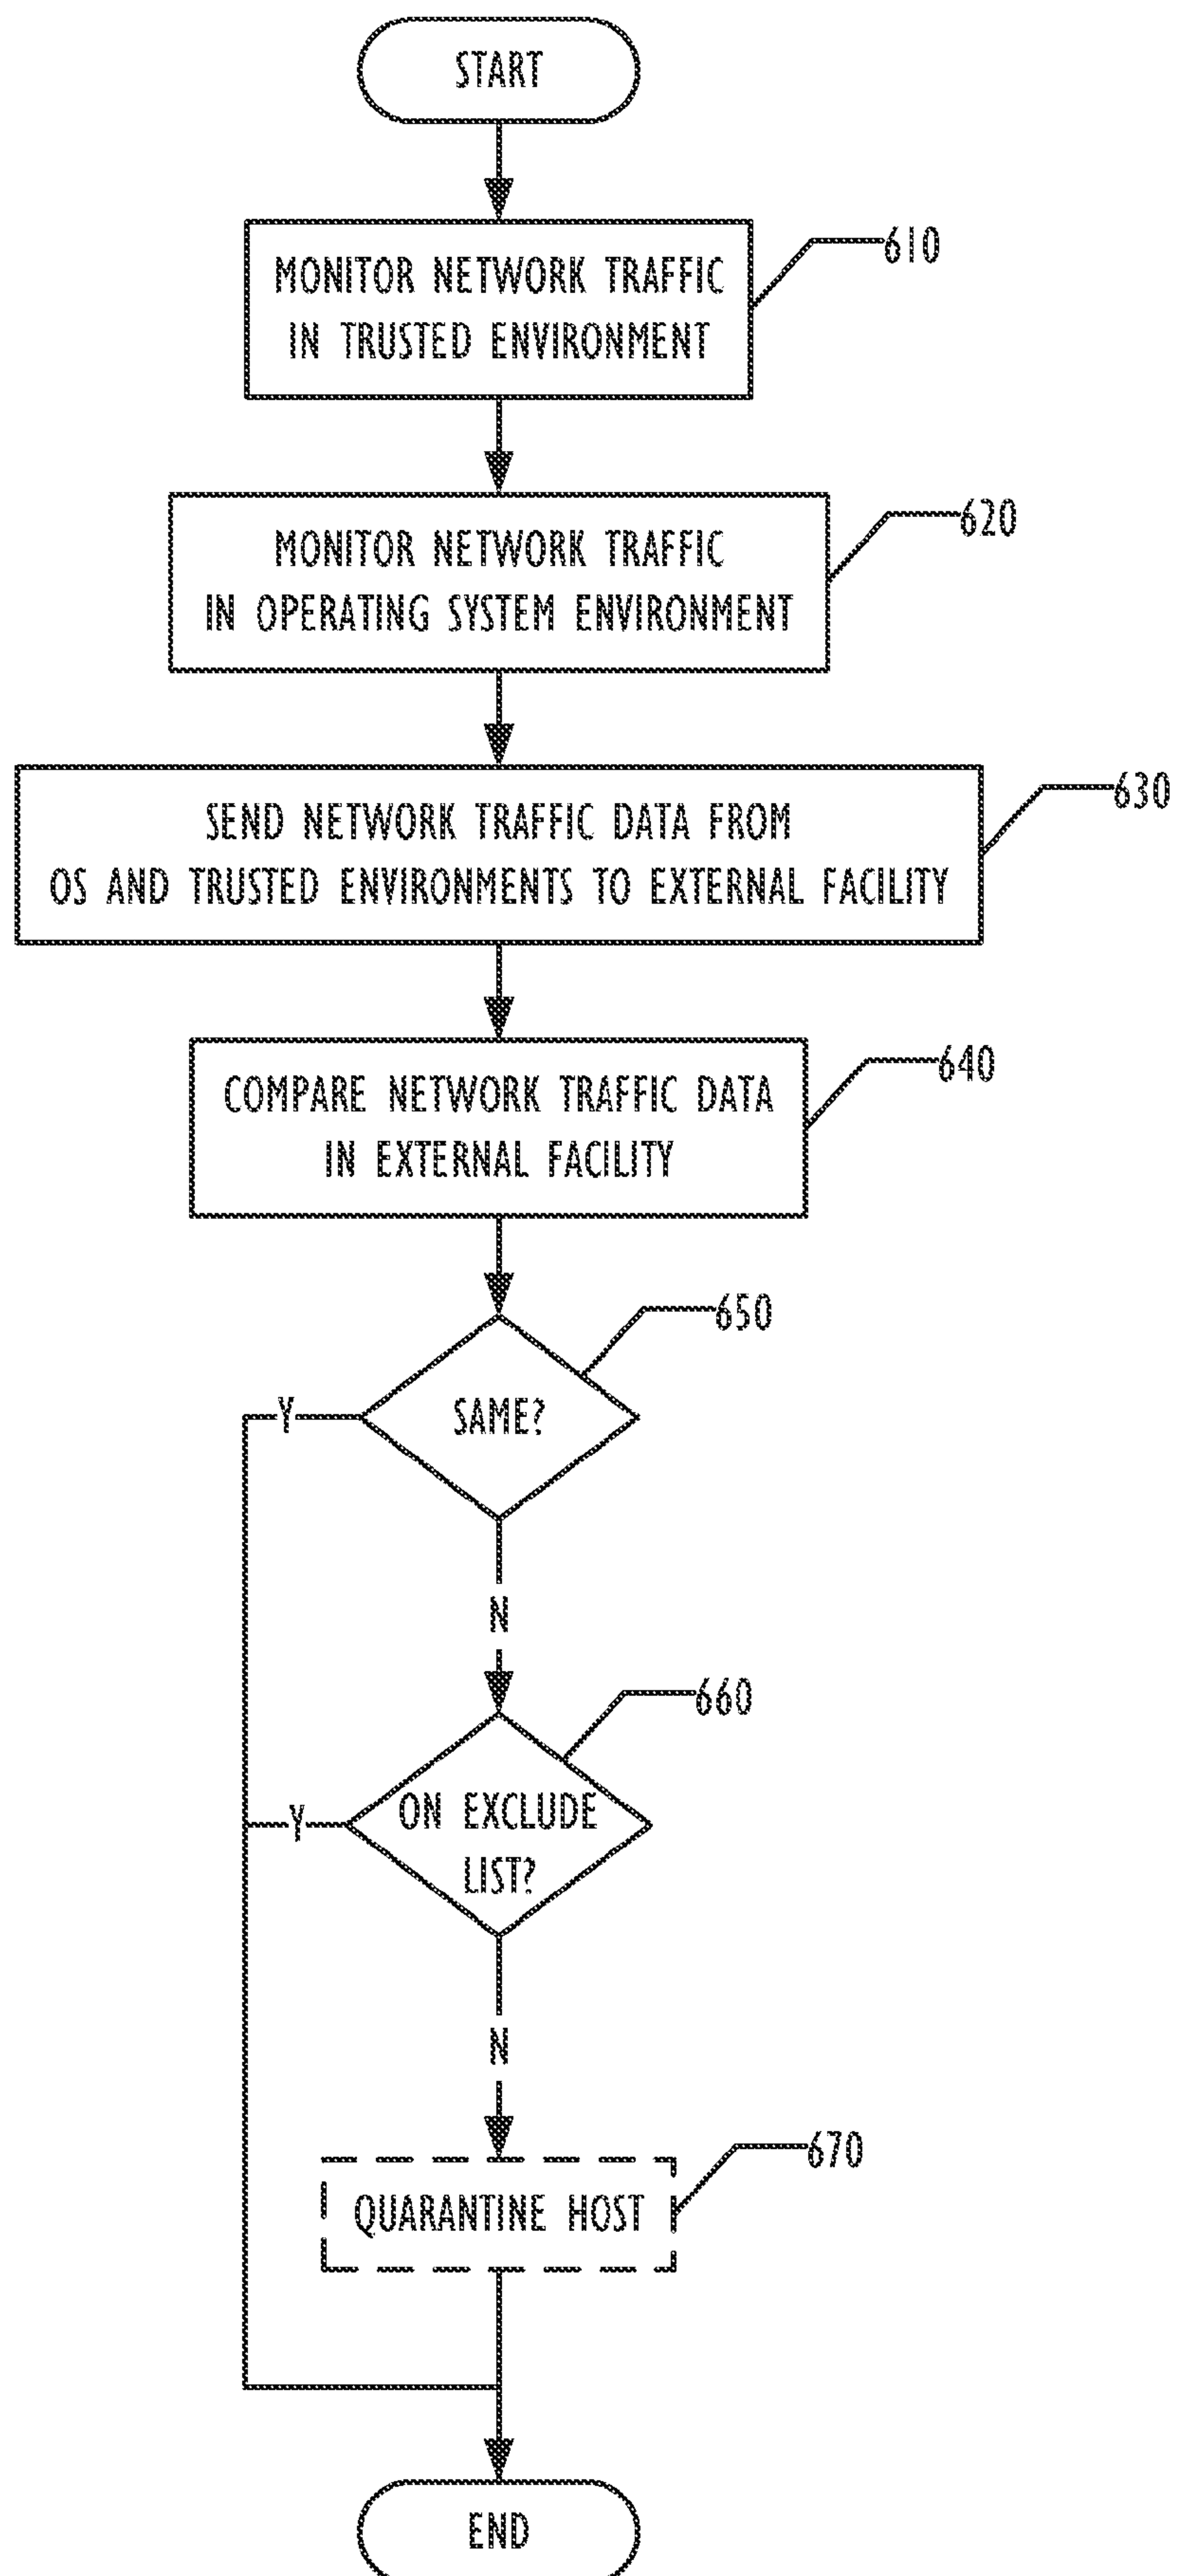 START
MONITOR NETWORK TRAFFIC
IN TRUSTED ENVIRONMENT
610
MONITOR NETWORK TRAFFIC
IN OPERATING SYSTEM ENVIRONMENT
620
SEND NETWORK TRAFFIC DATA FROM
OS AND TRUSTED ENVIRONMENTS TO EXTERNAL FACILITY
630
COMPARE NETWORK TRAFFIC DATA
IN EXTERNAL FACILITY
640
650
SAME?
Y
N
660
ON EXCLUDE
LIST?
Y
N
670
QUARANTINE HOST
END